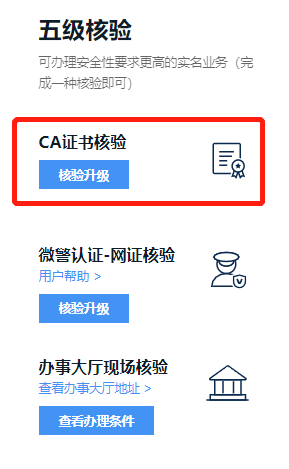 五级核验
可办理安全性要求更高的实名业务（完
成一种核验即可）
CA证书核验
核验升级
微警认证-网证核验
用户帮助 >
核验升级
办事大厅现场核验
查看办事大厅地址 >
查看办理条件